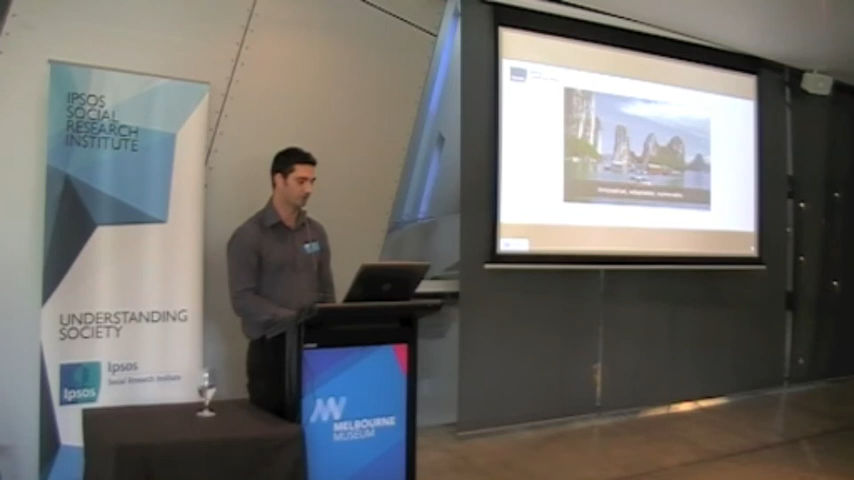 IPSOS
SOCIAL
RESEARCH
INSTITUTE
UNDERSTANDING
SOCIETY
Ipsos
Ipsos
Social Research Institute
MELBOURNE
MUSEUM